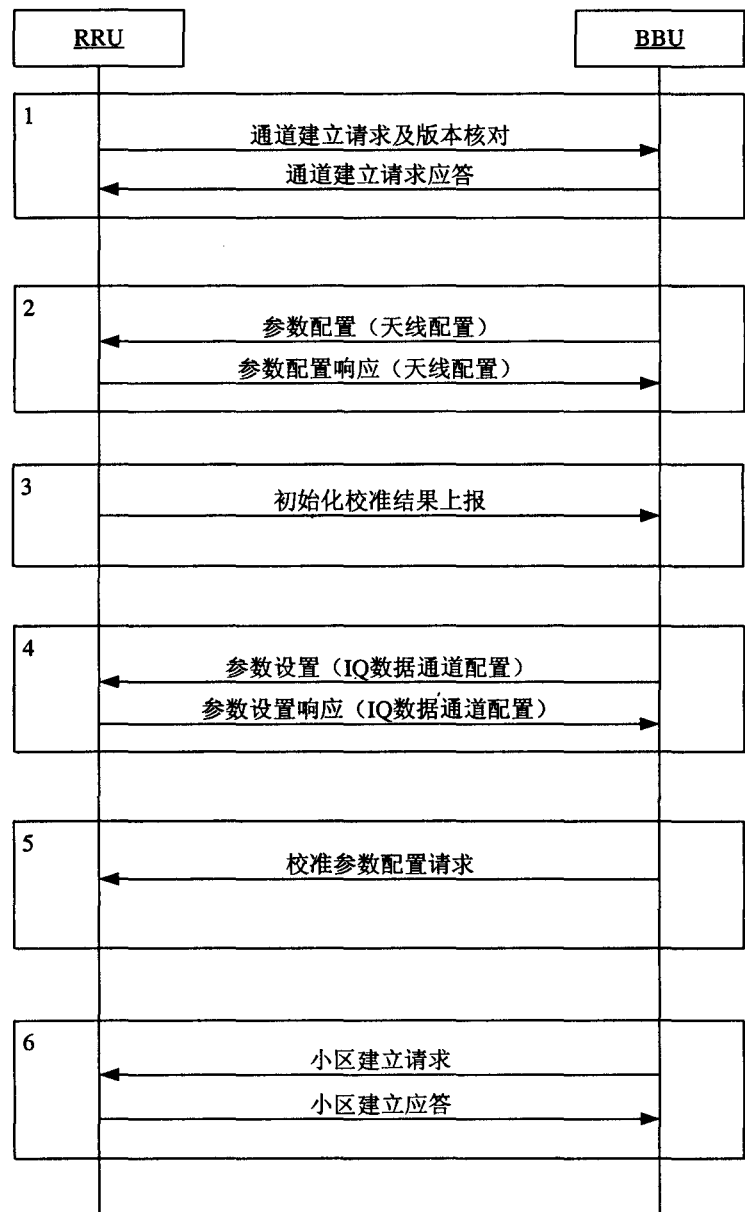 RRU
BBU
1
通道建立请求及版本核对
通道建立请求应答
2
参数配置（天线配置）
参数配置响应（天线配置）
3
初始化校准结果上报
4
参数设置（IQ数据通道配置）
参数设置响应（IQ数据通道配置）
5
校准参数配置请求
6
小区建立请求
小区建立应答